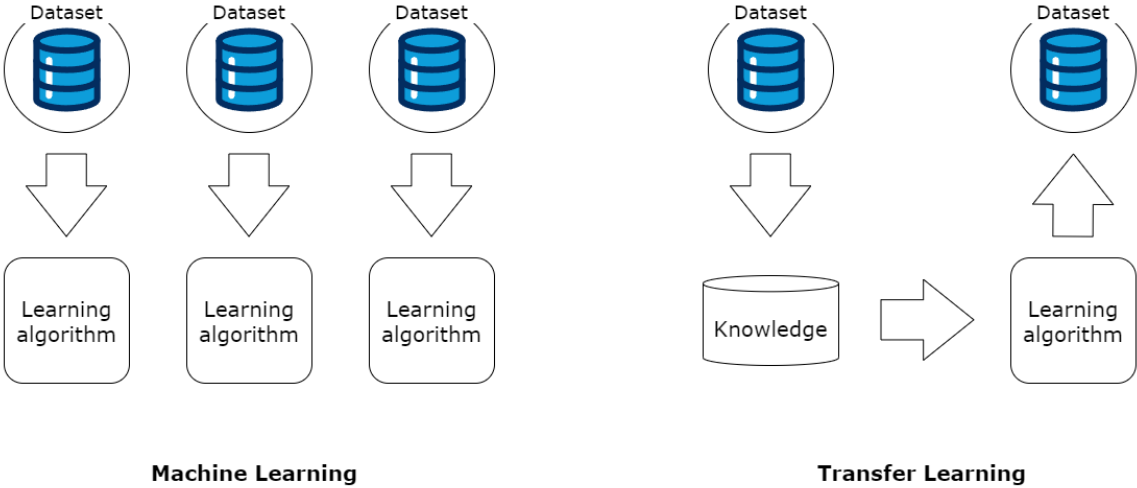 Dataset
Dataset
Dataset
Dataset
Dataset
Learning
algorithm
Learning
algorithm
Learning
algorithm
Knowledge
Learning
algorithm
Machine Learning
Transfer Learning